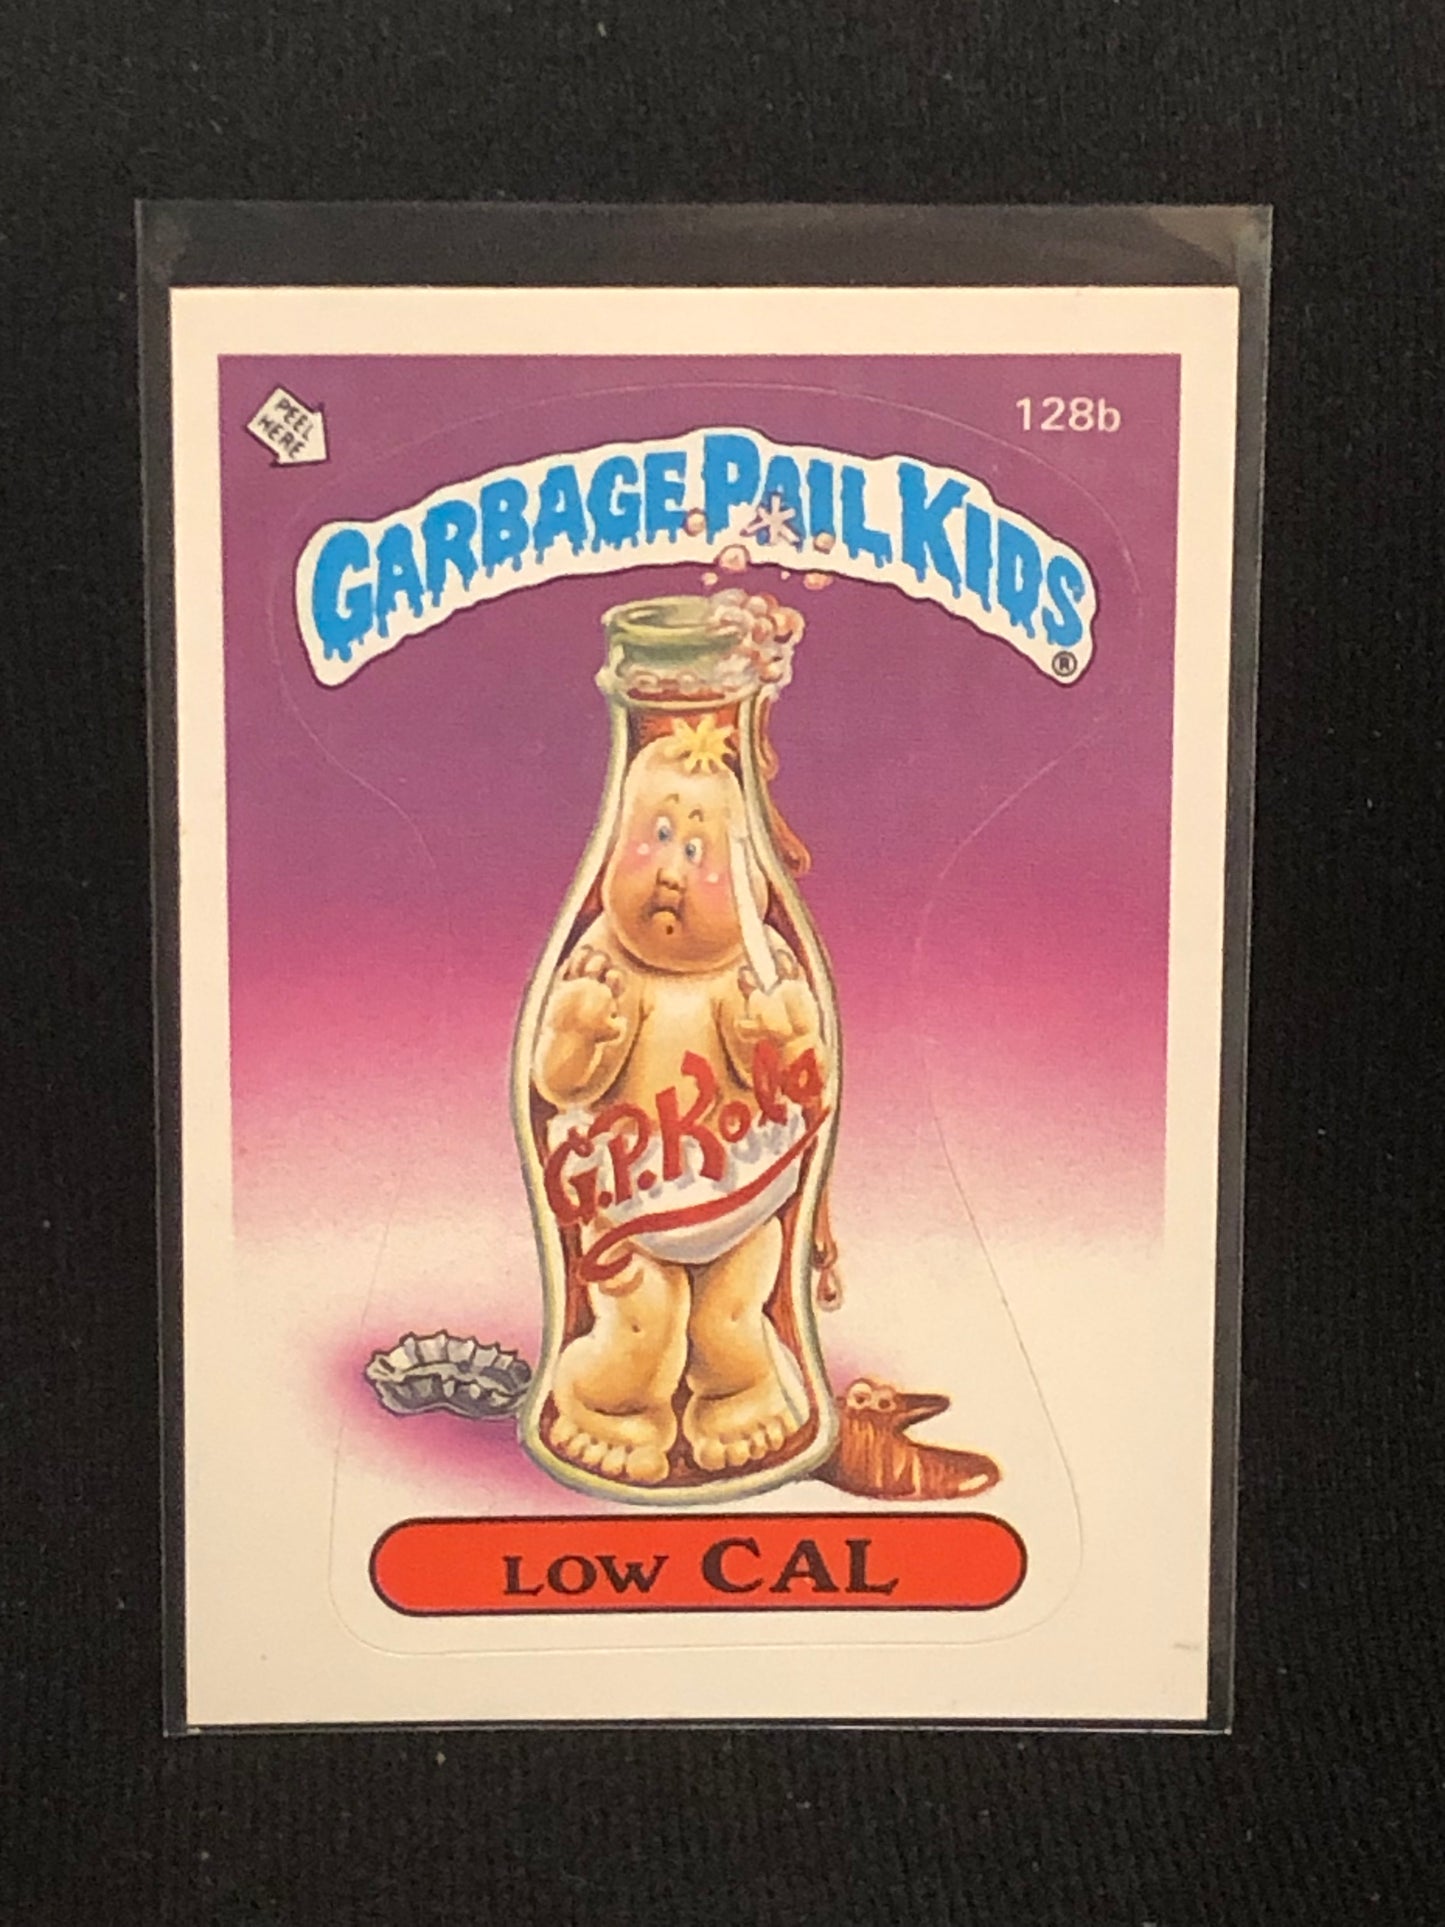 PEEL
HERE
128b
GARBAGE PAIL KIDS
®
G.P. Kola
LOW CAL